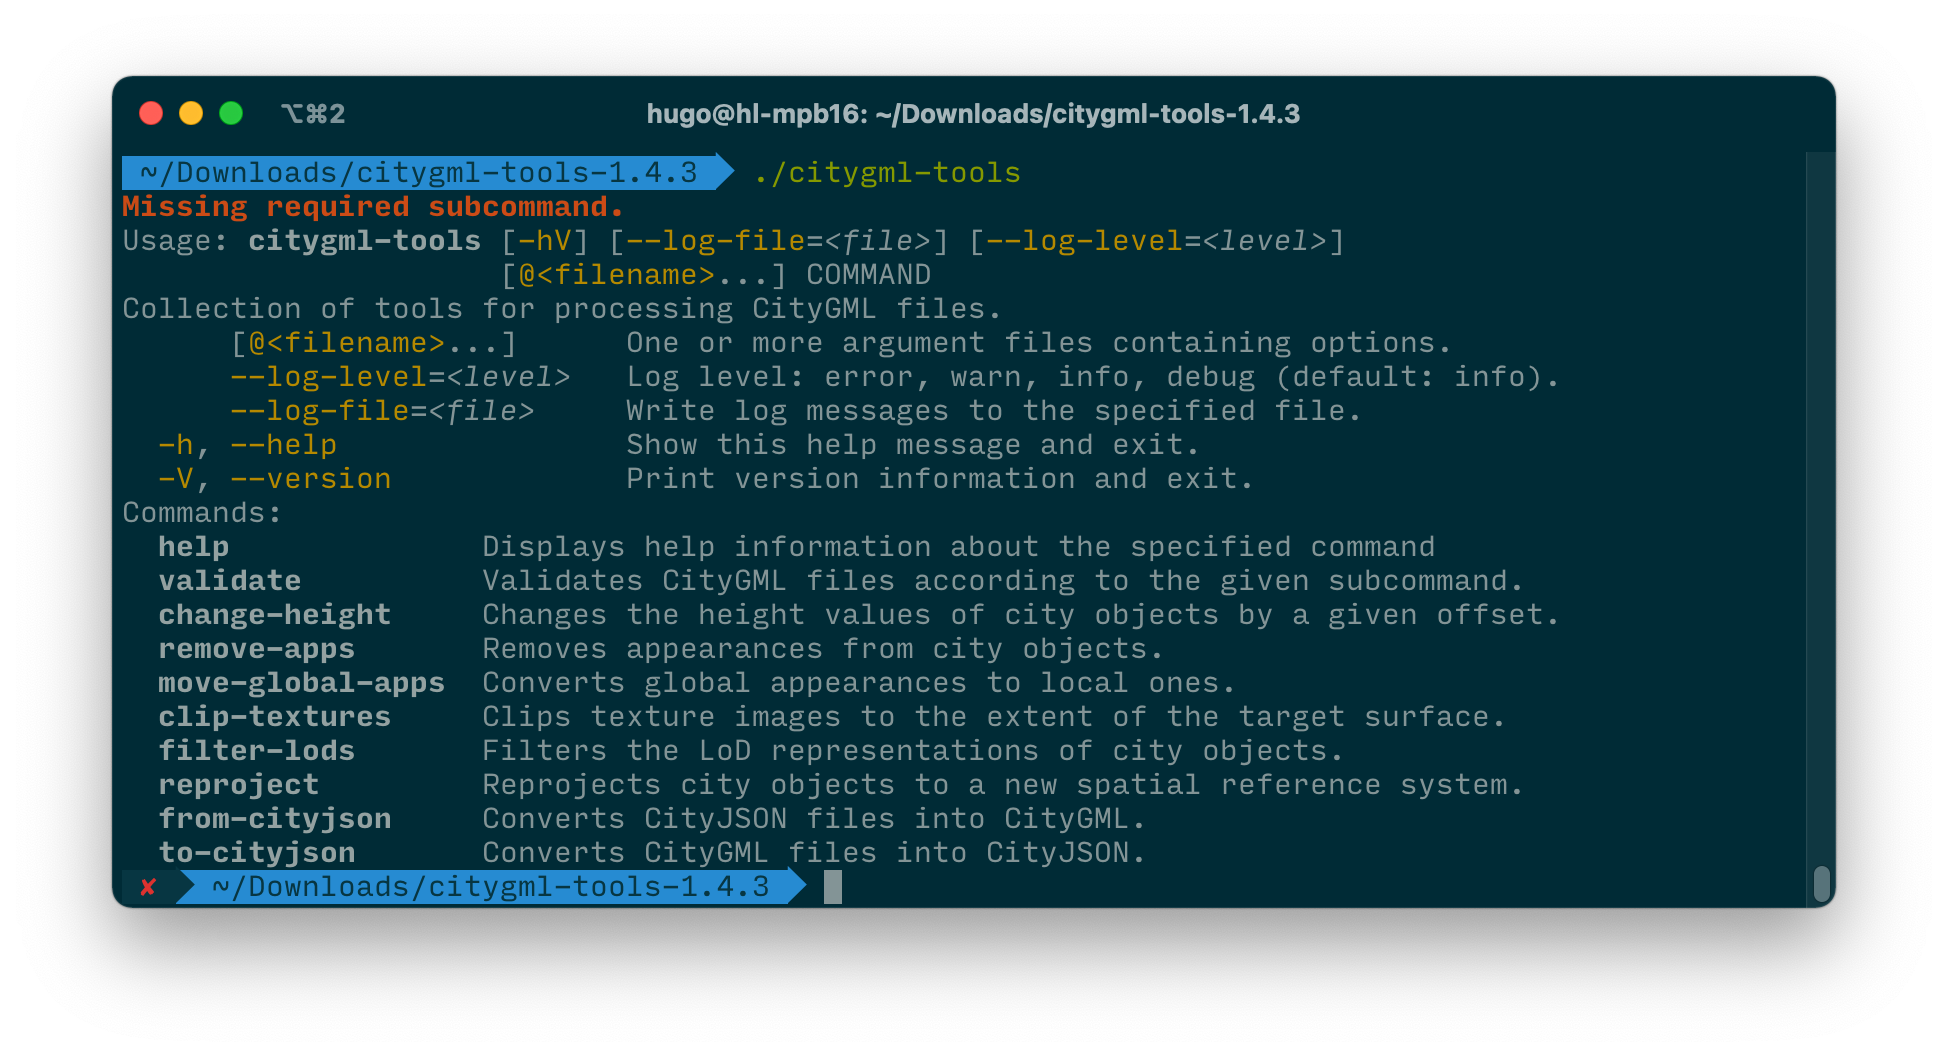 ⌥⌘2
hugo@hl-mpb16: ~/Downloads/citygml-tools-1.4.3
~/Downloads/citygml-tools-1.4.3 ./citygml-tools
Missing required subcommand.
Usage: citygml-tools [-hV] [--log-file=<file>] [--log-level=<level>]
[@<filename>...] COMMAND
Collection of tools for processing CityGML files.
[@<filename>...] One or more argument files containing options.
--log-level=<level> Log level: error, warn, info, debug (default: info).
--log-file=<file> Write log messages to the specified file.
-h, --help Show this help message and exit.
-V, --version Print version information and exit.
Commands:
help Displays help information about the specified command
validate Validates CityGML files according to the given subcommand.
change-height Changes the height values of city objects by a given offset.
remove-apps Removes appearances from city objects.
move-global-apps Converts global appearances to local ones.
clip-textures Clips texture images to the extent of the target surface.
filter-lods Filters the LoD representations of city objects.
reproject Reprojects city objects to a new spatial reference system.
from-cityjson Converts CityJSON files into CityGML.
to-cityjson Converts CityGML files into CityJSON.
✘ ~/Downloads/citygml-tools-1.4.3